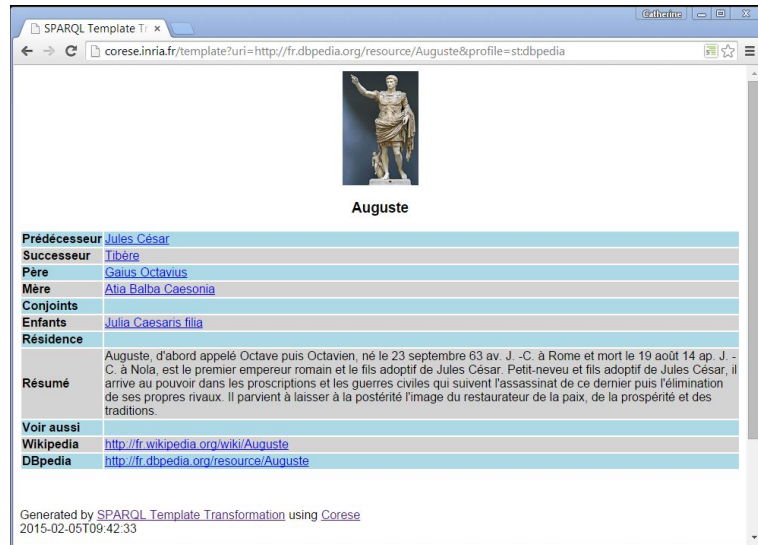 Catherine
SPARQL Template Tr
corese.inria.fr/template?uri=http://fr.dbpedia.org/resource/Auguste&profile=st:dbpedia
Auguste
Prédécesseur Jules César
Successeur Tibère
Père Gaius Octavius
Mère Atia Balba Caesonia
Conjoints
Enfants Julia Caesaris filia
Résidence
Résumé
Auguste, d'abord appelé Octave puis Octavien, né le 23 septembre 63 av. J. -C. à Rome et mort le 19 août 14 ap. J. -
C. à Nola, est le premier empereur romain et le fils adoptif de Jules César. Petit-neveu et fils adoptif de Jules César, il
arrive au pouvoir dans les proscriptions et les guerres civiles qui suivent l'assassinat de ce dernier puis l'élimination
de ses propres rivaux. Il parvient à laisser à la postérité l'image du restaurateur de la paix, de la prospérité et des
traditions.
Voir aussi
Wikipedia http://fr.wikipedia.org/wiki/Auguste
DBpedia http://fr.dbpedia.org/resource/Auguste
Generated by SPARQL Template Transformation using Corese
2015-02-05T09:42:33